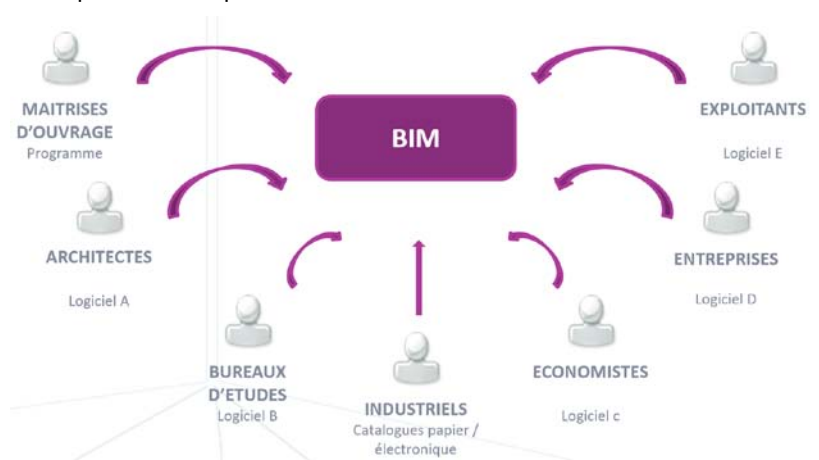 BIM
MAITRISES
D'OUVRAGE
Programme
EXPLOITANTS
Logiciel E
ARCHITECTES
Logiciel A
ENTREPRISES
Logiciel D
BUREAUX
D'ETUDES
Logiciel B
INDUSTRIELS
Catalogues papier /
électronique
ECONOMISTES
Logiciel c